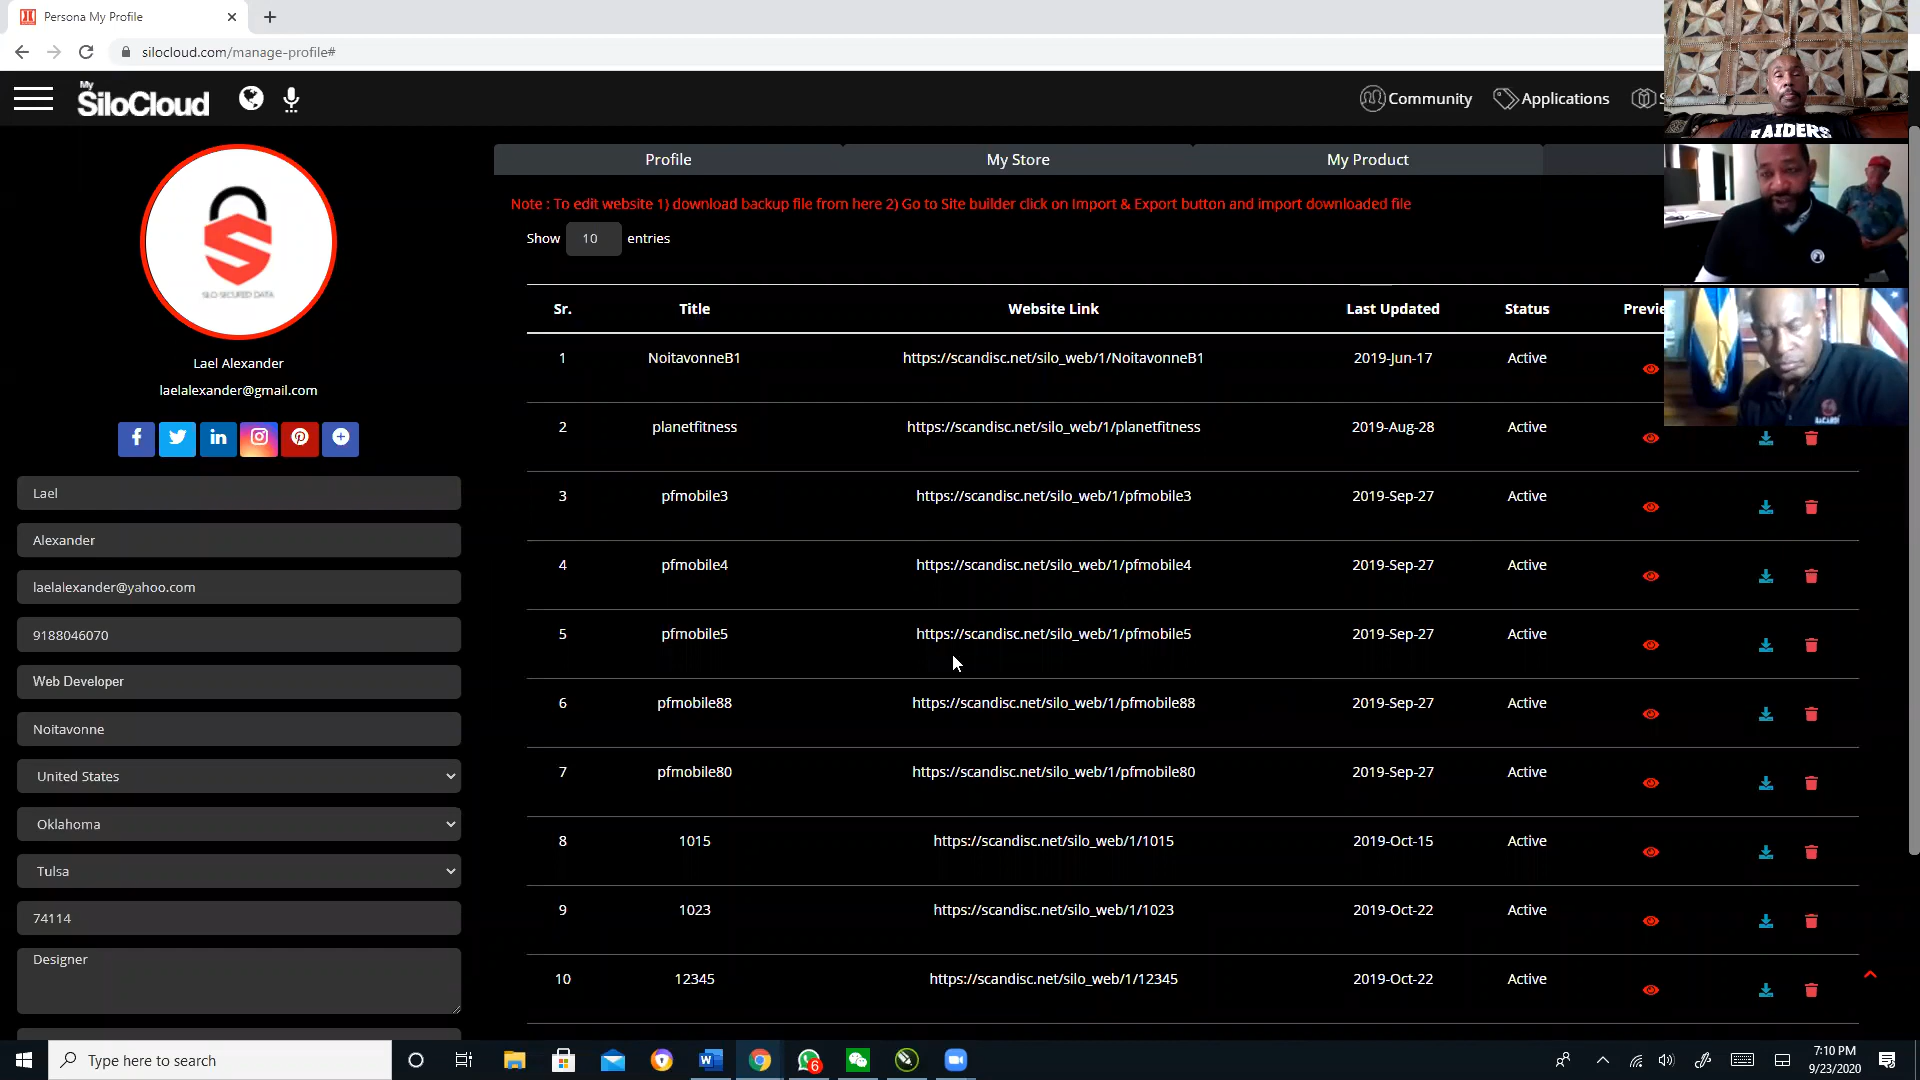 Persona My Profile
silocloud.com/manage-profile#
My
SiloCloud
Community
Applications
S
RAIDERS
SILO SECURED DATA
Lael Alexander
laelalexander@gmail.com
Lael
Alexander
laelalexander@yahoo.com
9188046070
Web Developer
Noitavonne
United States
Oklahoma
Tulsa
74114
Designer
Profile
My Store
My Product
Note : To edit website 1) download backup file from here 2) Go to Site builder click on Import & Export button and import downloaded file
Show 10 entries
Sr. Title Website Link Last Updated Status Previe
1 NoitavonneB1 https://scandisc.net/silo_web/1/NoitavonneB1 2019-Jun-17 Active
2 planetfitness https://scandisc.net/silo_web/1/planetfitness 2019-Aug-28 Active
3 pfmobile3 https://scandisc.net/silo_web/1/pfmobile3 2019-Sep-27 Active
4 pfmobile4 https://scandisc.net/silo_web/1/pfmobile4 2019-Sep-27 Active
5 pfmobile5 https://scandisc.net/silo_web/1/pfmobile5 2019-Sep-27 Active
6 pfmobile88 https://scandisc.net/silo_web/1/pfmobile88 2019-Sep-27 Active
7 pfmobile80 https://scandisc.net/silo_web/1/pfmobile80 2019-Sep-27 Active
8 1015 https://scandisc.net/silo_web/1/1015 2019-Oct-15 Active
9 1023 https://scandisc.net/silo_web/1/1023 2019-Oct-22 Active
10 12345 https://scandisc.net/silo_web/1/12345 2019-Oct-22 Active
BACARDI
Type here to search
6
7:10 PM
9/23/2020